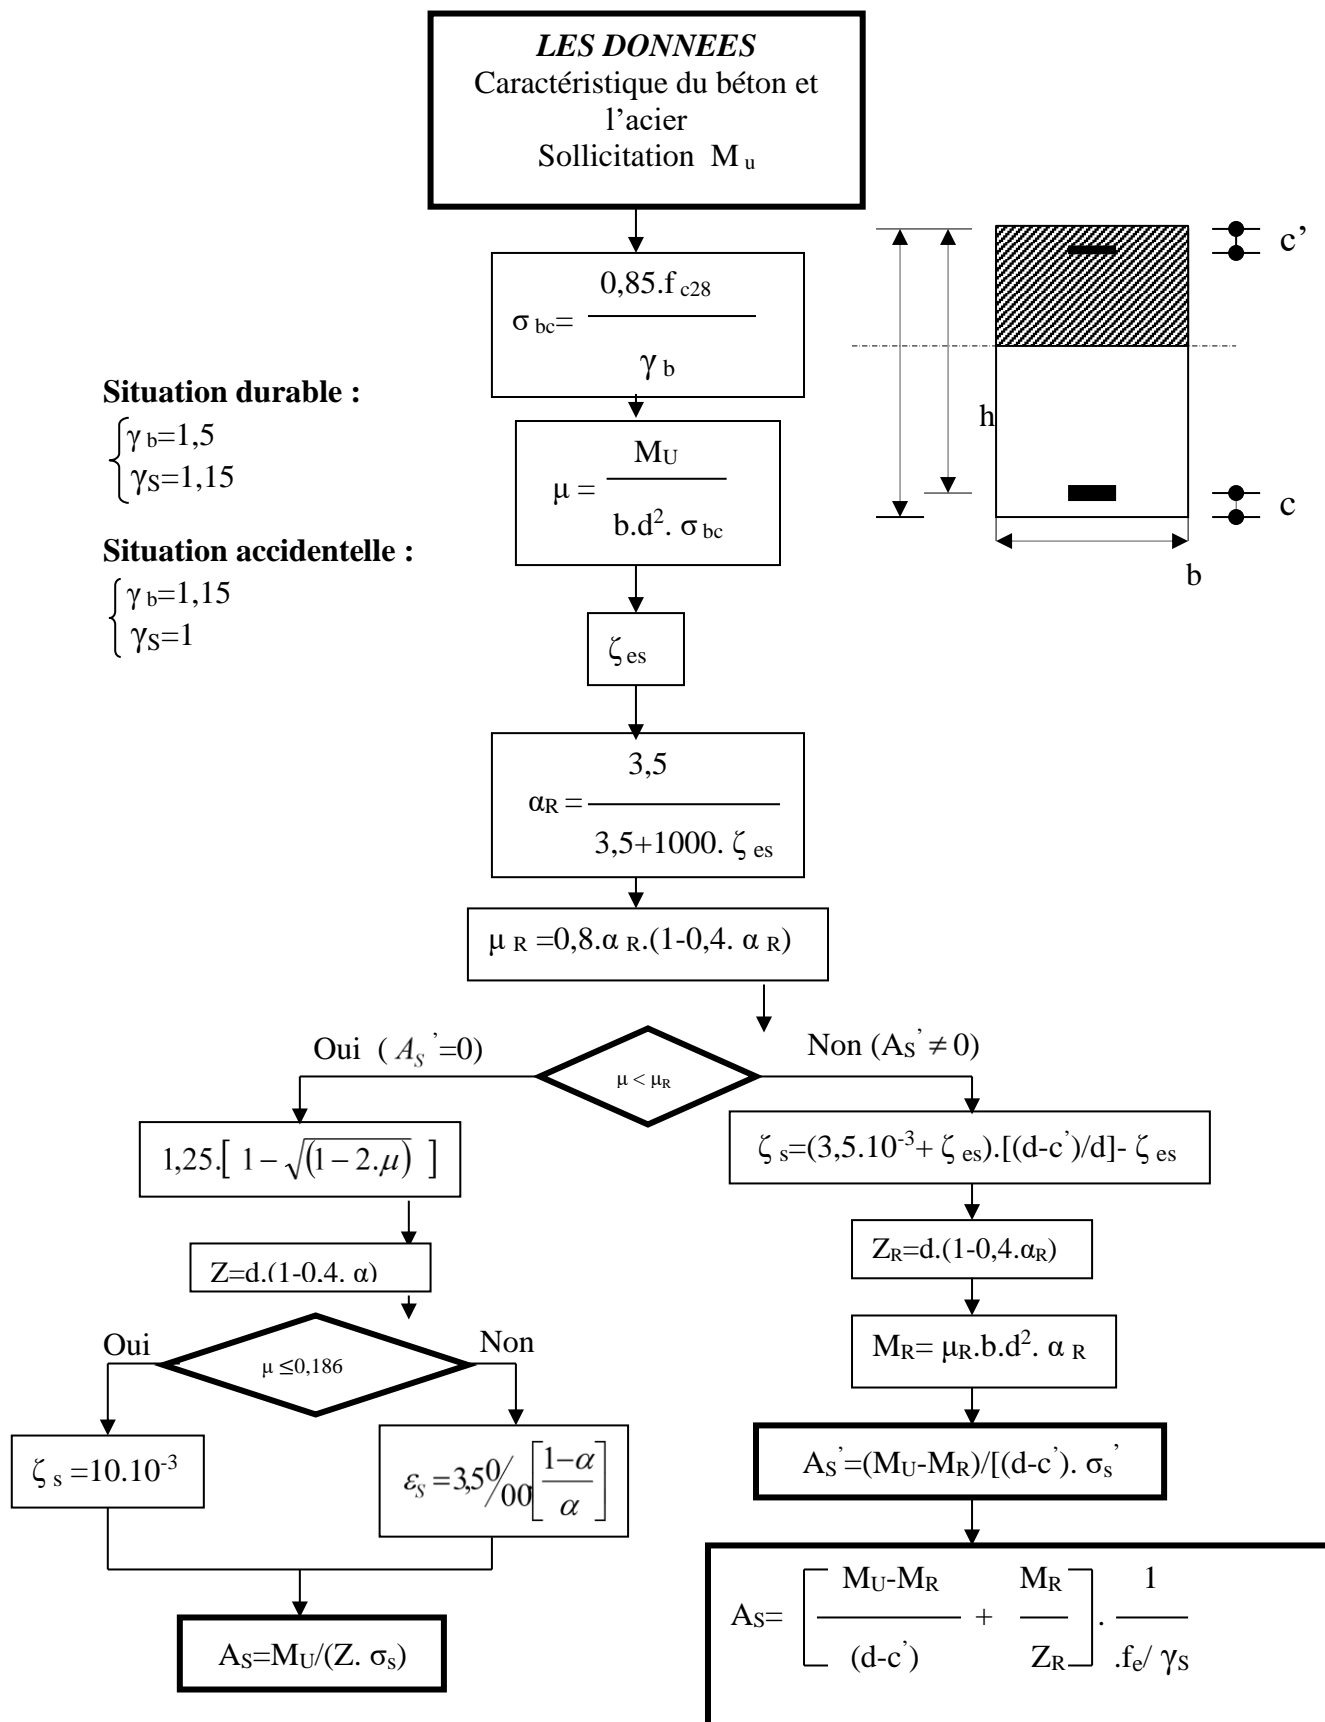 LES DONNEES
Caractéristique du béton et
l’acier
Sollicitation M u
0,85.f c28
σ bc=
γ b
Situation durable :
γ b=1,5
γS=1,15
Situation accidentelle :
γ b=1,15
γS=1
c’
h
c
b
MU
μ =
b.d². σ bc
ζ es
3,5
αR =
3,5+1000. ζ es
μ R =0,8.α R.(1-0,4. α R)
Oui ( AS’=0)
μ < μR
Non (AS’ ≠ 0)
1,25.[ 1 − √(1 − 2.μ) ]
Z=d.(1-0,4. α)
Oui
μ ≤0,186
Non
ζ s =10.10-3
εS = 3,5 0/00 [ 1−α / α ]
AS=MU/(Z. σs)
ζ s=(3,5.10-3+ ζ es).[(d-c’)/d]- ζ es
ZR=d.(1-0,4.αR)
MR= μR.b.d². α R
AS’=(MU-MR)/[(d-c’). σs’
MU-MR MR 1
AS= + .
(d-c’) ZR .fe/ γS